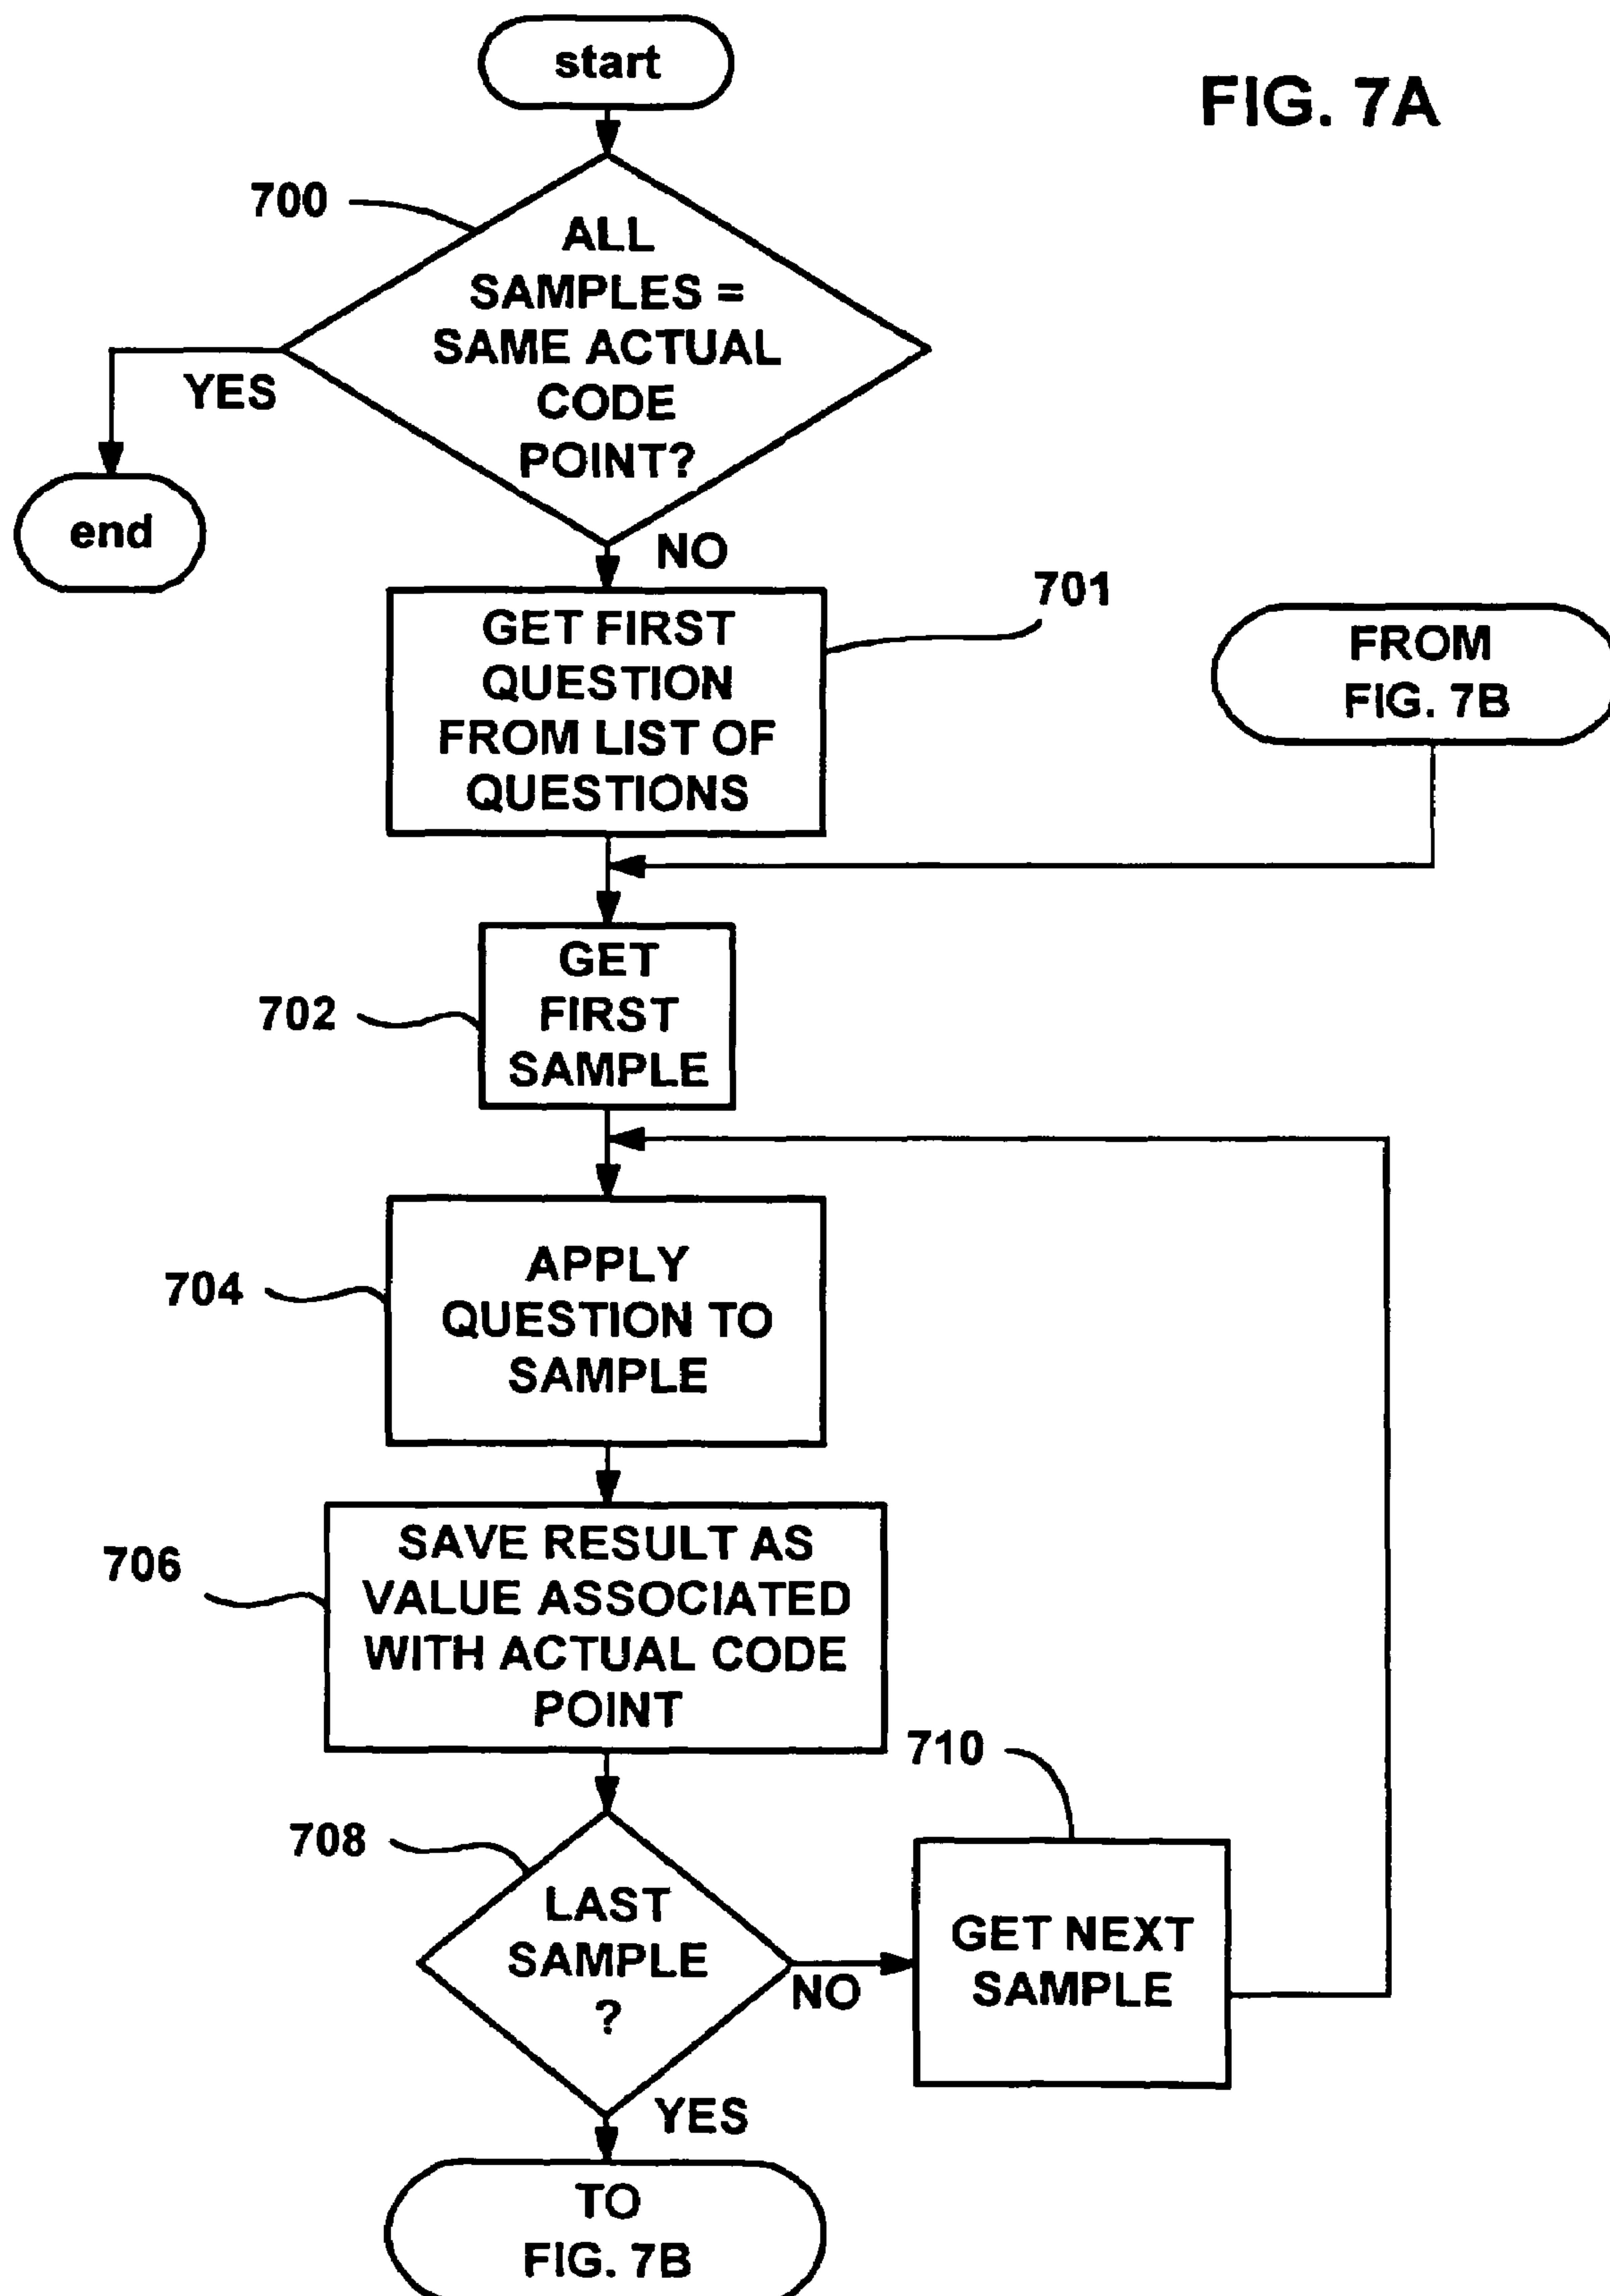 start
FIG. 7A
700
ALL
SAMPLES =
SAME ACTUAL
CODE
POINT?
YES
end
NO
701
GET FIRST
QUESTION
FROM LIST OF
QUESTIONS
FROM
FIG. 7B
702
GET
FIRST
SAMPLE
704
APPLY
QUESTION TO
SAMPLE
706
SAVE RESULT AS
VALUE ASSOCIATED
WITH ACTUAL CODE
POINT
710
708
LAST
SAMPLE
?
NO
GET NEXT
SAMPLE
YES
TO
FIG. 7B